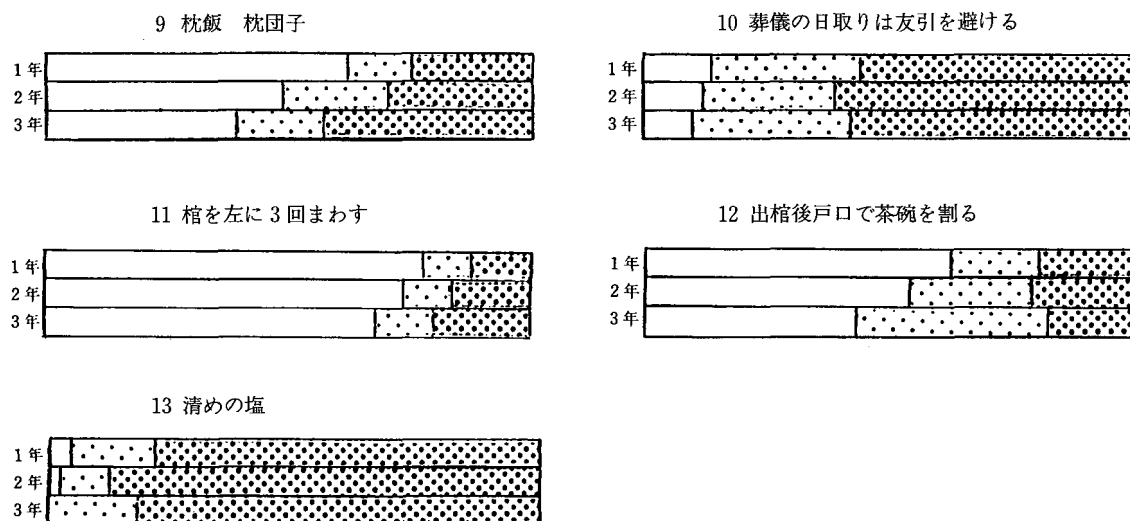 9 枕飯 枕団子
1年
2年
3年
10 葬儀の日取りは友引を避ける
1年
2年
3年
11 棺を左に3回まわす
1年
2年
3年
12 出棺後戸口で茶碗を割る
1年
2年
3年
13 清めの塩
1年
2年
3年